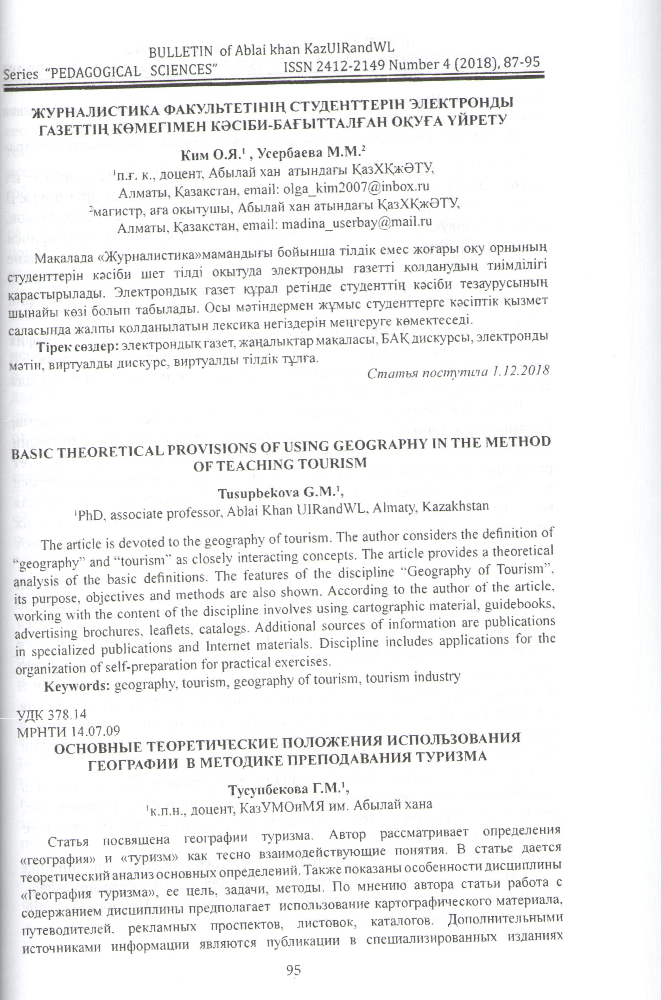 BULLETIN of Ablai khan KazUIRandWL
Series “PEDAGOGICAL SCIENCES” ISSN 2412-2149 Number 4 (2018), 87-95
ЖУРНАЛИСТИКА ФАКУЛЬТЕТІНІҢ СТУДЕНТТЕРІН ЭЛЕКТРОНДЫ
ГАЗЕТТІҢ КӨМЕГІМЕН КӘСІБИ-БАҒЫТТАЛҒАН ОҚУҒА ҮЙРЕТУ
Ким О.Я.¹ , Усербаева М.М.²
¹п.ғ. к., доцент, Абылай хан атындағы ҚазХҚжӘТУ,
Алматы, Қазақстан, email: olga_kim2007@inbox.ru
²магистр, аға оқытушы, Абылай хан атындағы ҚазХҚжӘТУ,
Алматы, Қазақстан, email: madina_userbay@mail.ru
Мақалада «Журналистика»мамандығы бойынша тілдік емес жоғары оқу орнының
студенттерін кәсіби шет тілді оқытуда электронды газетті қолданудың тиімділігі
қарастырылады. Электрондық газет құрал ретінде студенттің кәсіби тезаурусының
шынайы көзі болып табылады. Осы мәтіндермен жұмыс студенттерге кәсіптік қызмет
саласында жалпы қолданылатын лексика негіздерін меңгеруге көмектеседі.
Тірек сөздер: электрондық газет, жаңалықтар мақаласы, БАҚ дискурсы, электронды
мәтін, виртуалды дискурс, виртуалды тілдік тұлға.
Статья поступила 1.12.2018
BASIC THEORETICAL PROVISIONS OF USING GEOGRAPHY IN THE METHOD
OF TEACHING TOURISM
Tusupbekova G.M.¹,
¹PhD, associate professor, Ablai Khan UIRandWL, Almaty, Kazakhstan
The article is devoted to the geography of tourism. The author considers the definition of
“geography” and “tourism” as closely interacting concepts. The article provides a theoretical
analysis of the basic definitions. The features of the discipline “Geography of Tourism”,
its purpose, objectives and methods are also shown. According to the author of the article,
working with the content of the discipline involves using cartographic material, guidebooks,
advertising brochures, leaflets, catalogs. Additional sources of information are publications
in specialized publications and Internet materials. Discipline includes applications for the
organization of self-preparation for practical exercises.
Keywords: geography, tourism, geography of tourism, tourism industry
УДК 378.14
МРНТИ 14.07.09
ОСНОВНЫЕ ТЕОРЕТИЧЕСКИЕ ПОЛОЖЕНИЯ ИСПОЛЬЗОВАНИЯ
ГЕОГРАФИИ В МЕТОДИКЕ ПРЕПОДАВАНИЯ ТУРИЗМА
Тусупбекова Г.М.¹,
¹к.п.н., доцент, КазУМОиМЯ им. Абылай хана
Статья посвящена географии туризма. Автор рассматривает определения
«география» и «туризм» как тесно взаимодействующие понятия. В статье дается
теоретический анализ основных определений. Также показаны особенности дисциплины
«География туризма», ее цель, задачи, методы. По мнению автора статьи работа с
содержанием дисциплины предполагает использование картографического материала,
путеводителей, рекламных проспектов, листовок, каталогов. Дополнительными
источниками информации являются публикации в специализированных изданиях
95